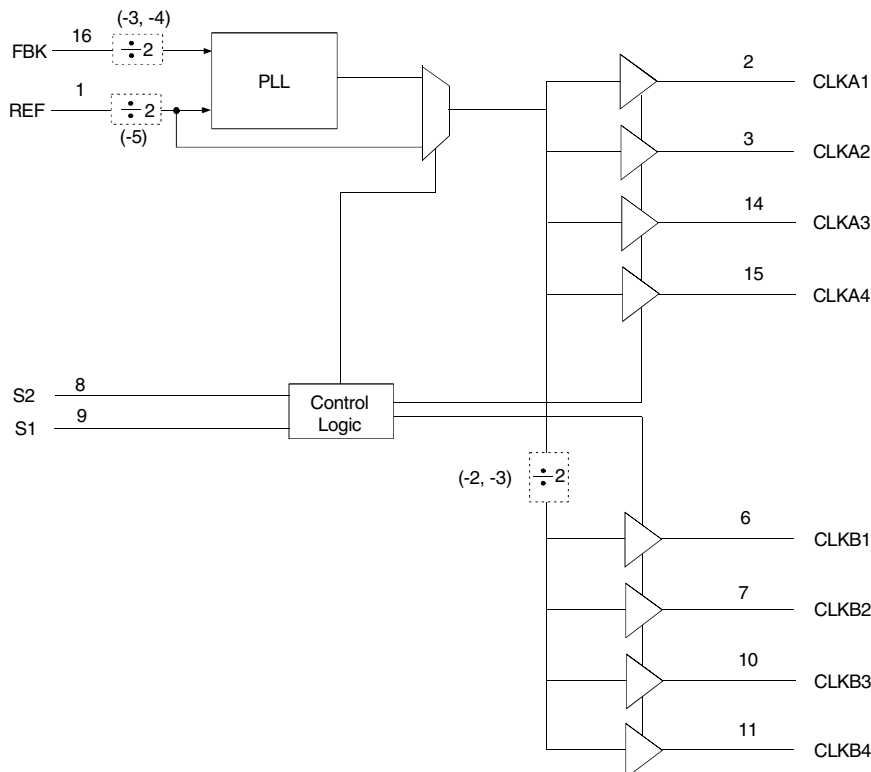 (-3, -4)
FBK 16 ÷2
PLL
REF 1 ÷2
(-5)
2 CLKA1
3 CLKA2
14 CLKA3
15 CLKA4
S2 8
S1 9
Control
Logic
(-2, -3) ÷2
6 CLKB1
7 CLKB2
10 CLKB3
11 CLKB4